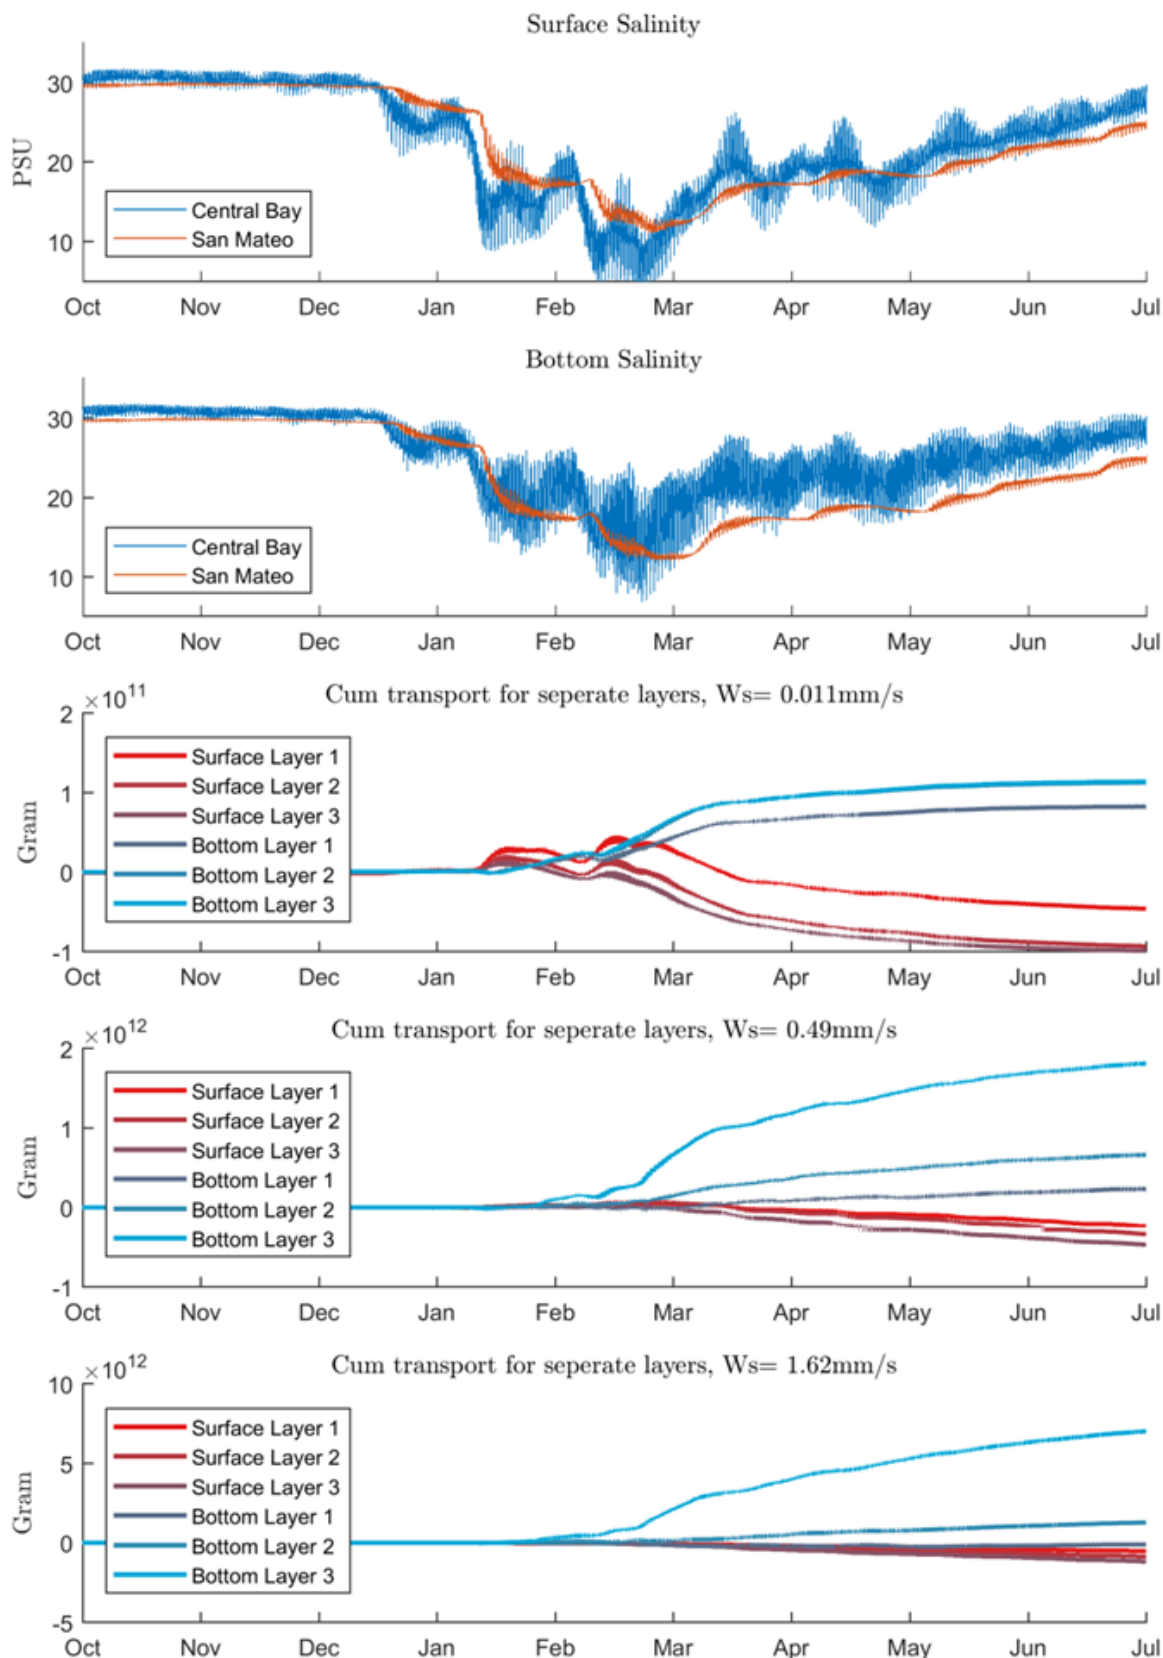 Surface Salinity
30
20
10
PSU
Central Bay
San Mateo
Oct Nov Dec Jan Feb Mar Apr May Jun Jul
Bottom Salinity
30
20
10
Central Bay
San Mateo
Oct Nov Dec Jan Feb Mar Apr May Jun Jul
×10^11
Cum transport for seperate layers, Ws= 0.011mm/s
2
1
0
-1
Gram
Surface Layer 1
Surface Layer 2
Surface Layer 3
Bottom Layer 1
Bottom Layer 2
Bottom Layer 3
Oct Nov Dec Jan Feb Mar Apr May Jun Jul
×10^12
Cum transport for seperate layers, Ws= 0.49mm/s
2
1
0
-1
Gram
Surface Layer 1
Surface Layer 2
Surface Layer 3
Bottom Layer 1
Bottom Layer 2
Bottom Layer 3
Oct Nov Dec Jan Feb Mar Apr May Jun Jul
×10^12
Cum transport for seperate layers, Ws= 1.62mm/s
10
5
0
-5
Gram
Surface Layer 1
Surface Layer 2
Surface Layer 3
Bottom Layer 1
Bottom Layer 2
Bottom Layer 3
Oct Nov Dec Jan Feb Mar Apr May Jun Jul